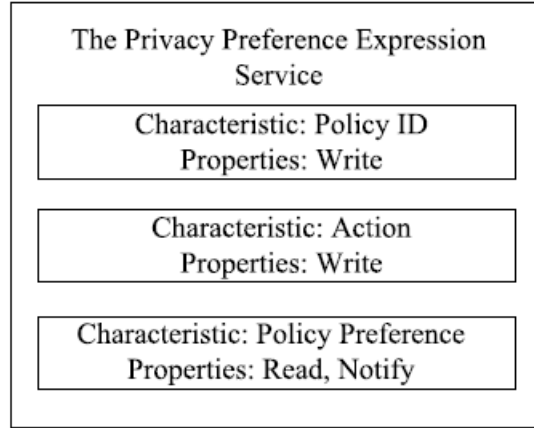 The Privacy Preference Expression
Service
Characteristic: Policy ID
Properties: Write
Characteristic: Action
Properties: Write
Characteristic: Policy Preference
Properties: Read, Notify